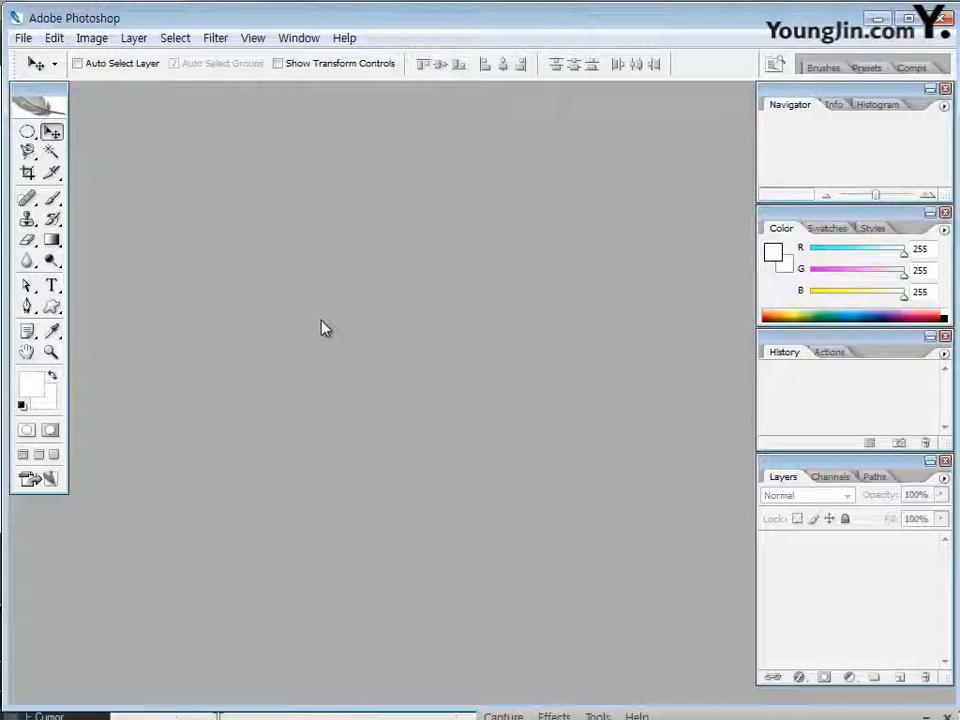 Adobe Photoshop
YoungJin.com Y.
File Edit Image Layer Select Filter View Window Help
Auto Select Layer Auto Select Groups Show Transform Controls
Brushes Presets Comps
Navigator Info Histogram
Color Swatches Styles
R 255
G 255
B 255
History Actions
Layers Channels Paths
Normal Opacity: 100%
Lock: Fill: 100%
Cursor Capture Effects Tools Help